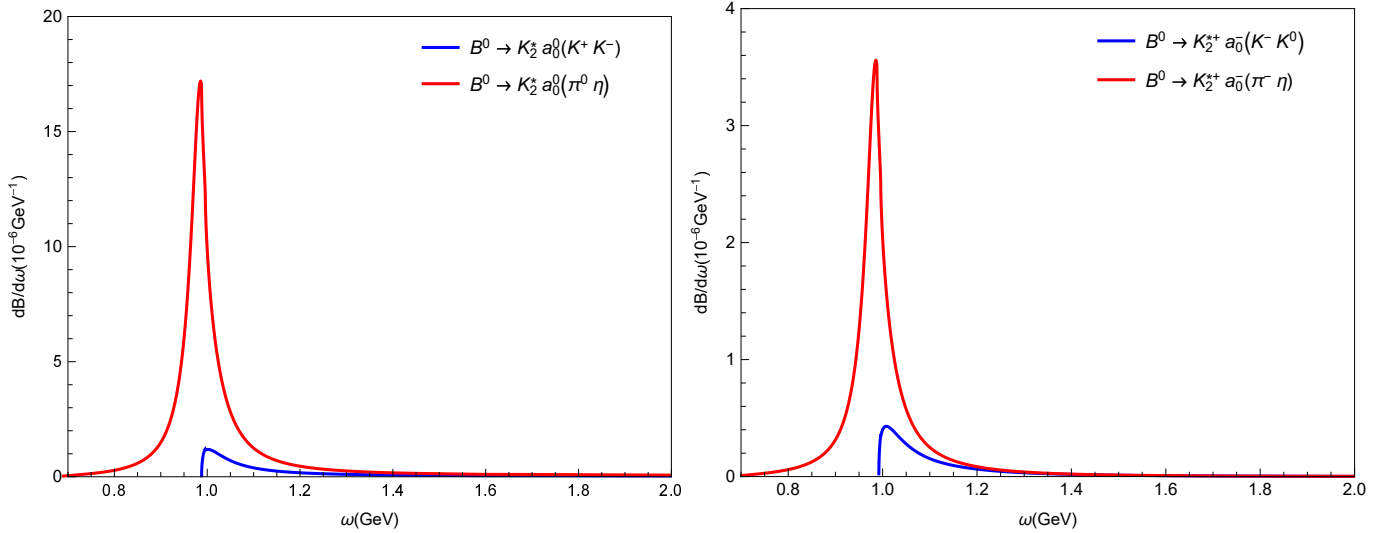 B⁰ → K₂* a₀⁰(K⁺ K⁻)
B⁰ → K₂* a₀⁰(π⁰ η)
dB/dω(10⁻⁶GeV⁻¹)
20
15
10
5
0
0.8 1.0 1.2 1.4 1.6 1.8 2.0
ω(GeV)
B⁰ → K₂*⁺ a₀⁻(K⁻ K⁰)
B⁰ → K₂*⁺ a₀⁻(π⁻ η)
dB/dω(10⁻⁶GeV⁻¹)
4
3
2
1
0
0.8 1.0 1.2 1.4 1.6 1.8 2.0
ω(GeV)